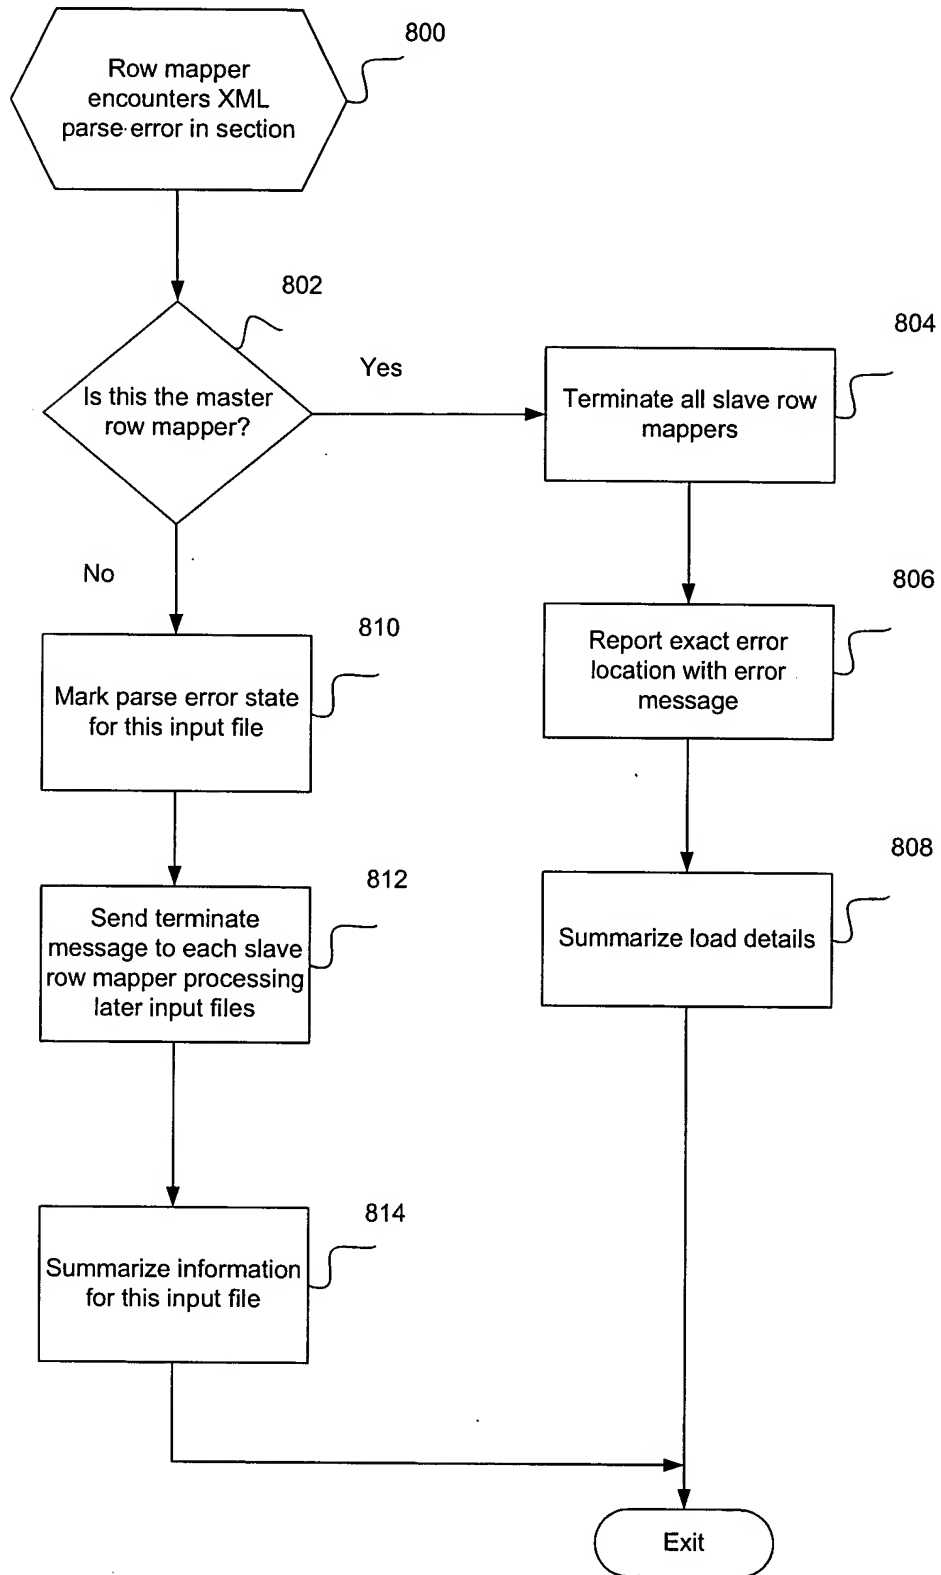 800
Row mapper
encounters XML
parse error in section
802
Is this the master
row mapper?
Yes
No
804
Terminate all slave row
mappers
806
Report exact error
location with error
message
808
Summarize load details
810
Mark parse error state
for this input file
812
Send terminate
message to each slave
row mapper processing
later input files
814
Summarize information
for this input file
Exit